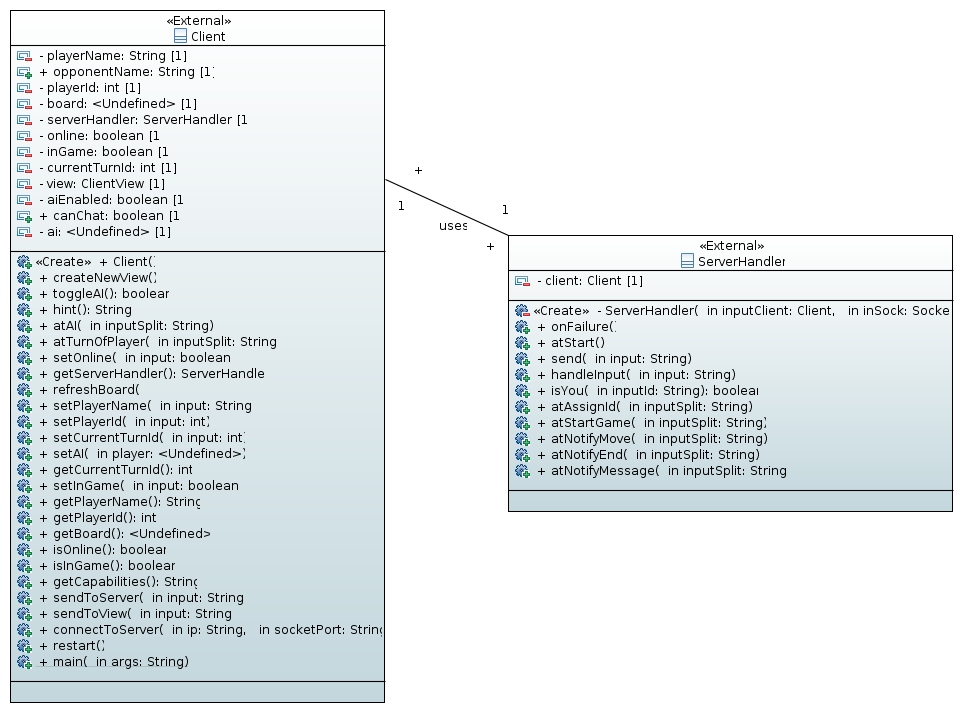 «External»
Client
- playerName: String [1]
+ opponentName: String [1]
- playerId: int [1]
- board: <Undefined> [1]
- serverHandler: ServerHandler [1
- online: boolean [1
- inGame: boolean [1
- currentTurnId: int [1]
- view: ClientView [1]
- aiEnabled: boolean [1
+ canChat: boolean [1
- ai: <Undefined> [1]
«Create» + Client(
+ createNewView()
+ toggleAI(): boolear
+ hint(): String
+ atAI( in inputSplit: String)
+ atTurnOfPlayer( in inputSplit: String
+ setOnline( in input: boolean
+ getServerHandler(): ServerHandle
+ refreshBoard(
+ setPlayerName( in input: String
+ setPlayerId( in input: int)
+ setCurrentTurnId( in input: int)
+ setAI( in player: <Undefined>)
+ getCurrentTurnId(): int
+ setInGame( in input: boolean
+ getPlayerName(): String
+ getPlayerId(): int
+ getBoard(): <Undefined>
+ isOnline(): boolear
+ isInGame(): boolear
+ getCapabilities(): String
+ sendToServer( in input: String
+ sendToView( in input: String
+ connectToServer( in ip: String, in socketPort: String
+ restart()
+ main( in args: String)
+
1
uses
1
+
«External»
ServerHandler
- client: Client [1]
«Create» - ServerHandler( in inputClient: Client, in inSock: Socke
+ onFailure()
+ atStart()
+ send( in input: String)
+ handleInput( in input: String)
+ isYou( in inputId: String): boolear
+ atAssignId( in inputSplit: String)
+ atStartGame( in inputSplit: String)
+ atNotifyMove( in inputSplit: String)
+ atNotifyEnd( in inputSplit: String)
+ atNotifyMessage( in inputSplit: String